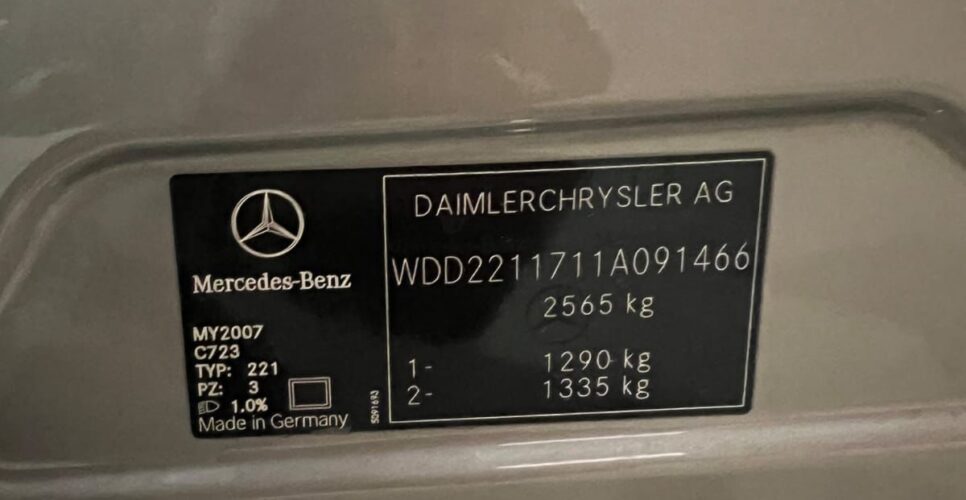 Mercedes-Benz
MY2007
C723
TYP: 221
PZ: 3
1.0%
Made in Germany
S091693
DAIMLERCHRYSLER AG
WDD2211711A091466
2565 kg
1- 1290 kg
2- 1335 kg